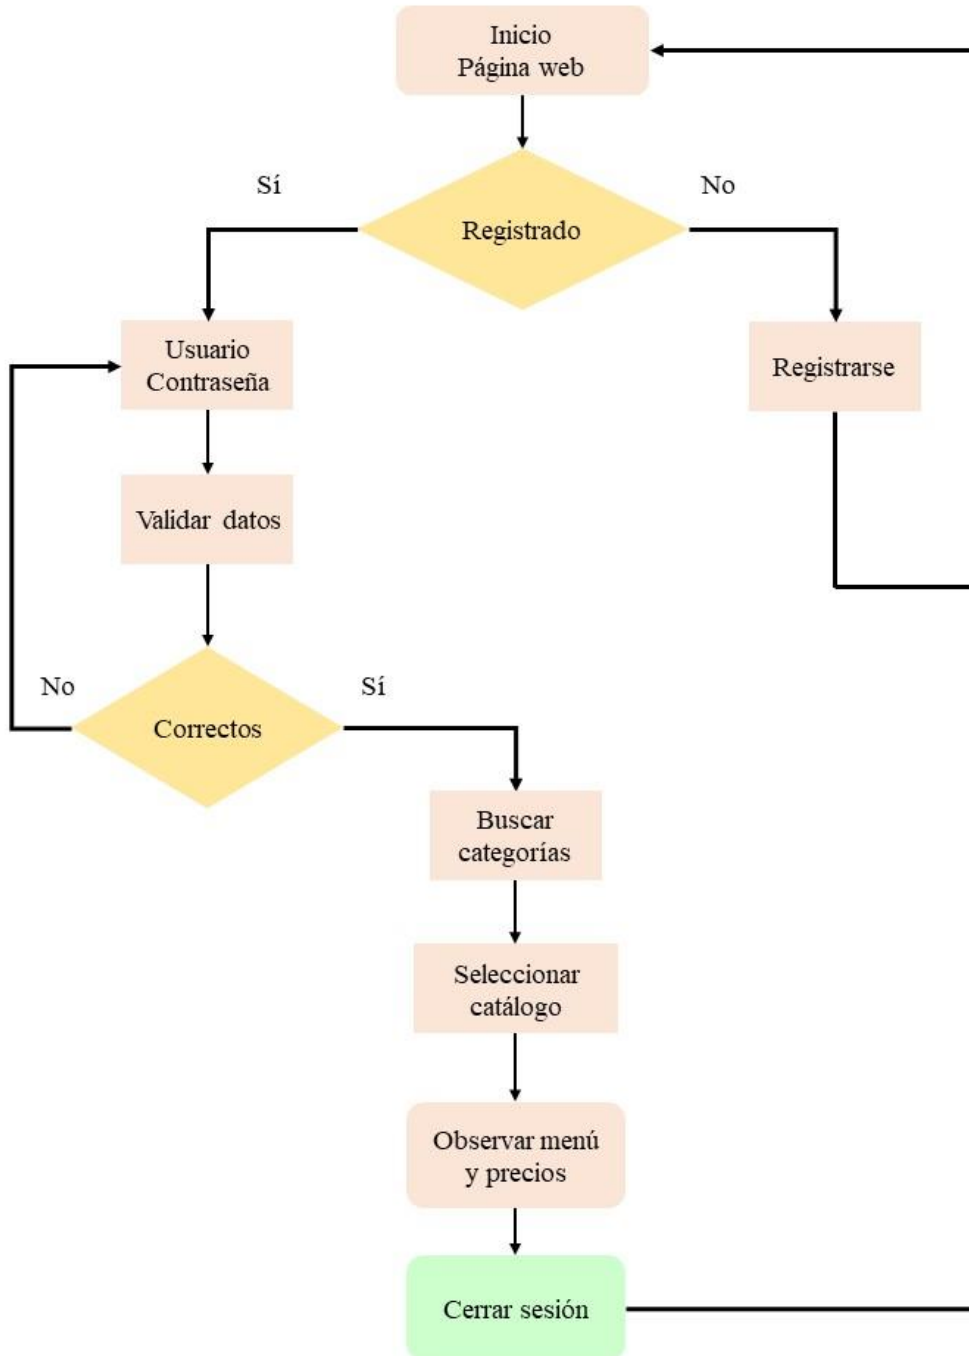 Inicio
Página web
Sí
No
Registrado
Usuario
Contraseña
Registrarse
Validar datos
No
Sí
Correctos
Buscar
categorías
Seleccionar
catálogo
Observar menú
y precios
Cerrar sesión